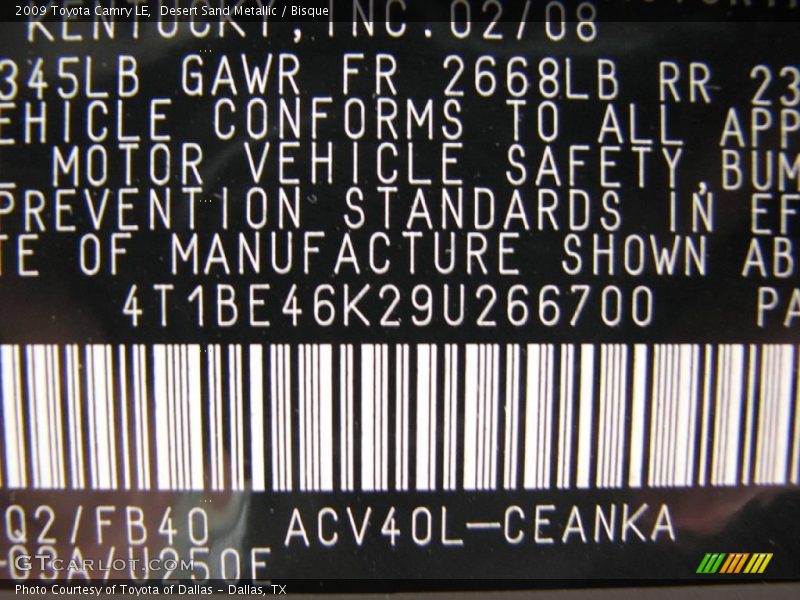 2009 Toyota Camry LE, Desert Sand Metallic / Bisque
KENTUCKY, INC. 02/08
345LB GAWR FR 2668LB RR 23
EHICLE CONFORMS TO ALL APP
L MOTOR VEHICLE SAFETY, BUM
PREVENTION STANDARDS IN EF
TE OF MANUFACTURE SHOWN AB
4T1BE46K29U266700 PA
Q2/FB40 ACV40L-CEANKA
-G3A/U250E
GTcarlot.com
Photo Courtesy of Toyota of Dallas - Dallas, TX